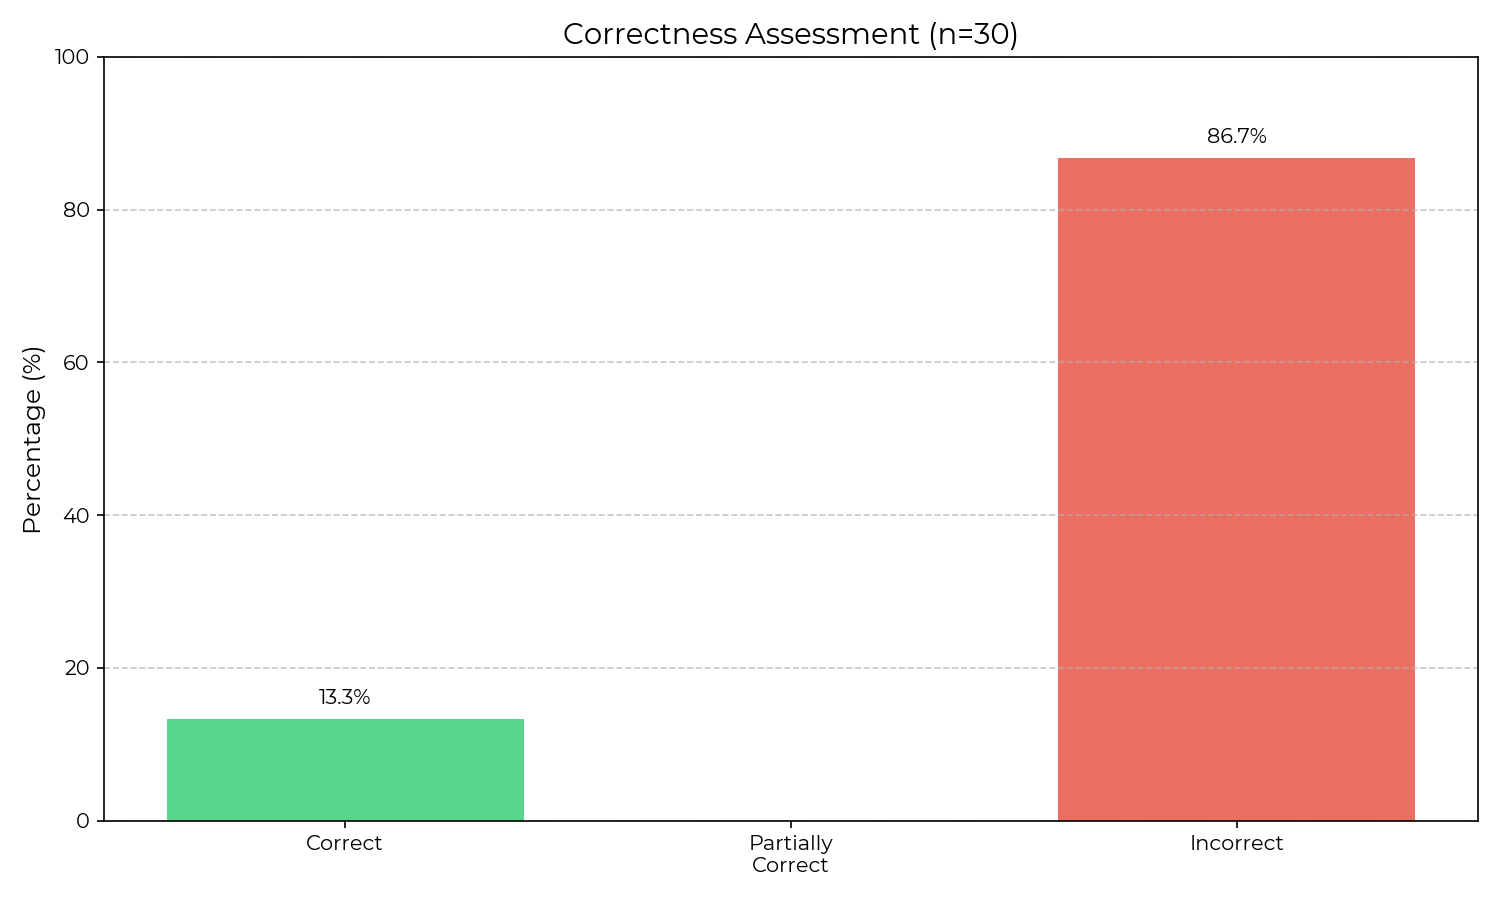 Correctness Assessment (n=30)
Percentage (%)
100
80
60
40
20
0
13.3%
86.7%
Correct
Partially
Correct
Incorrect